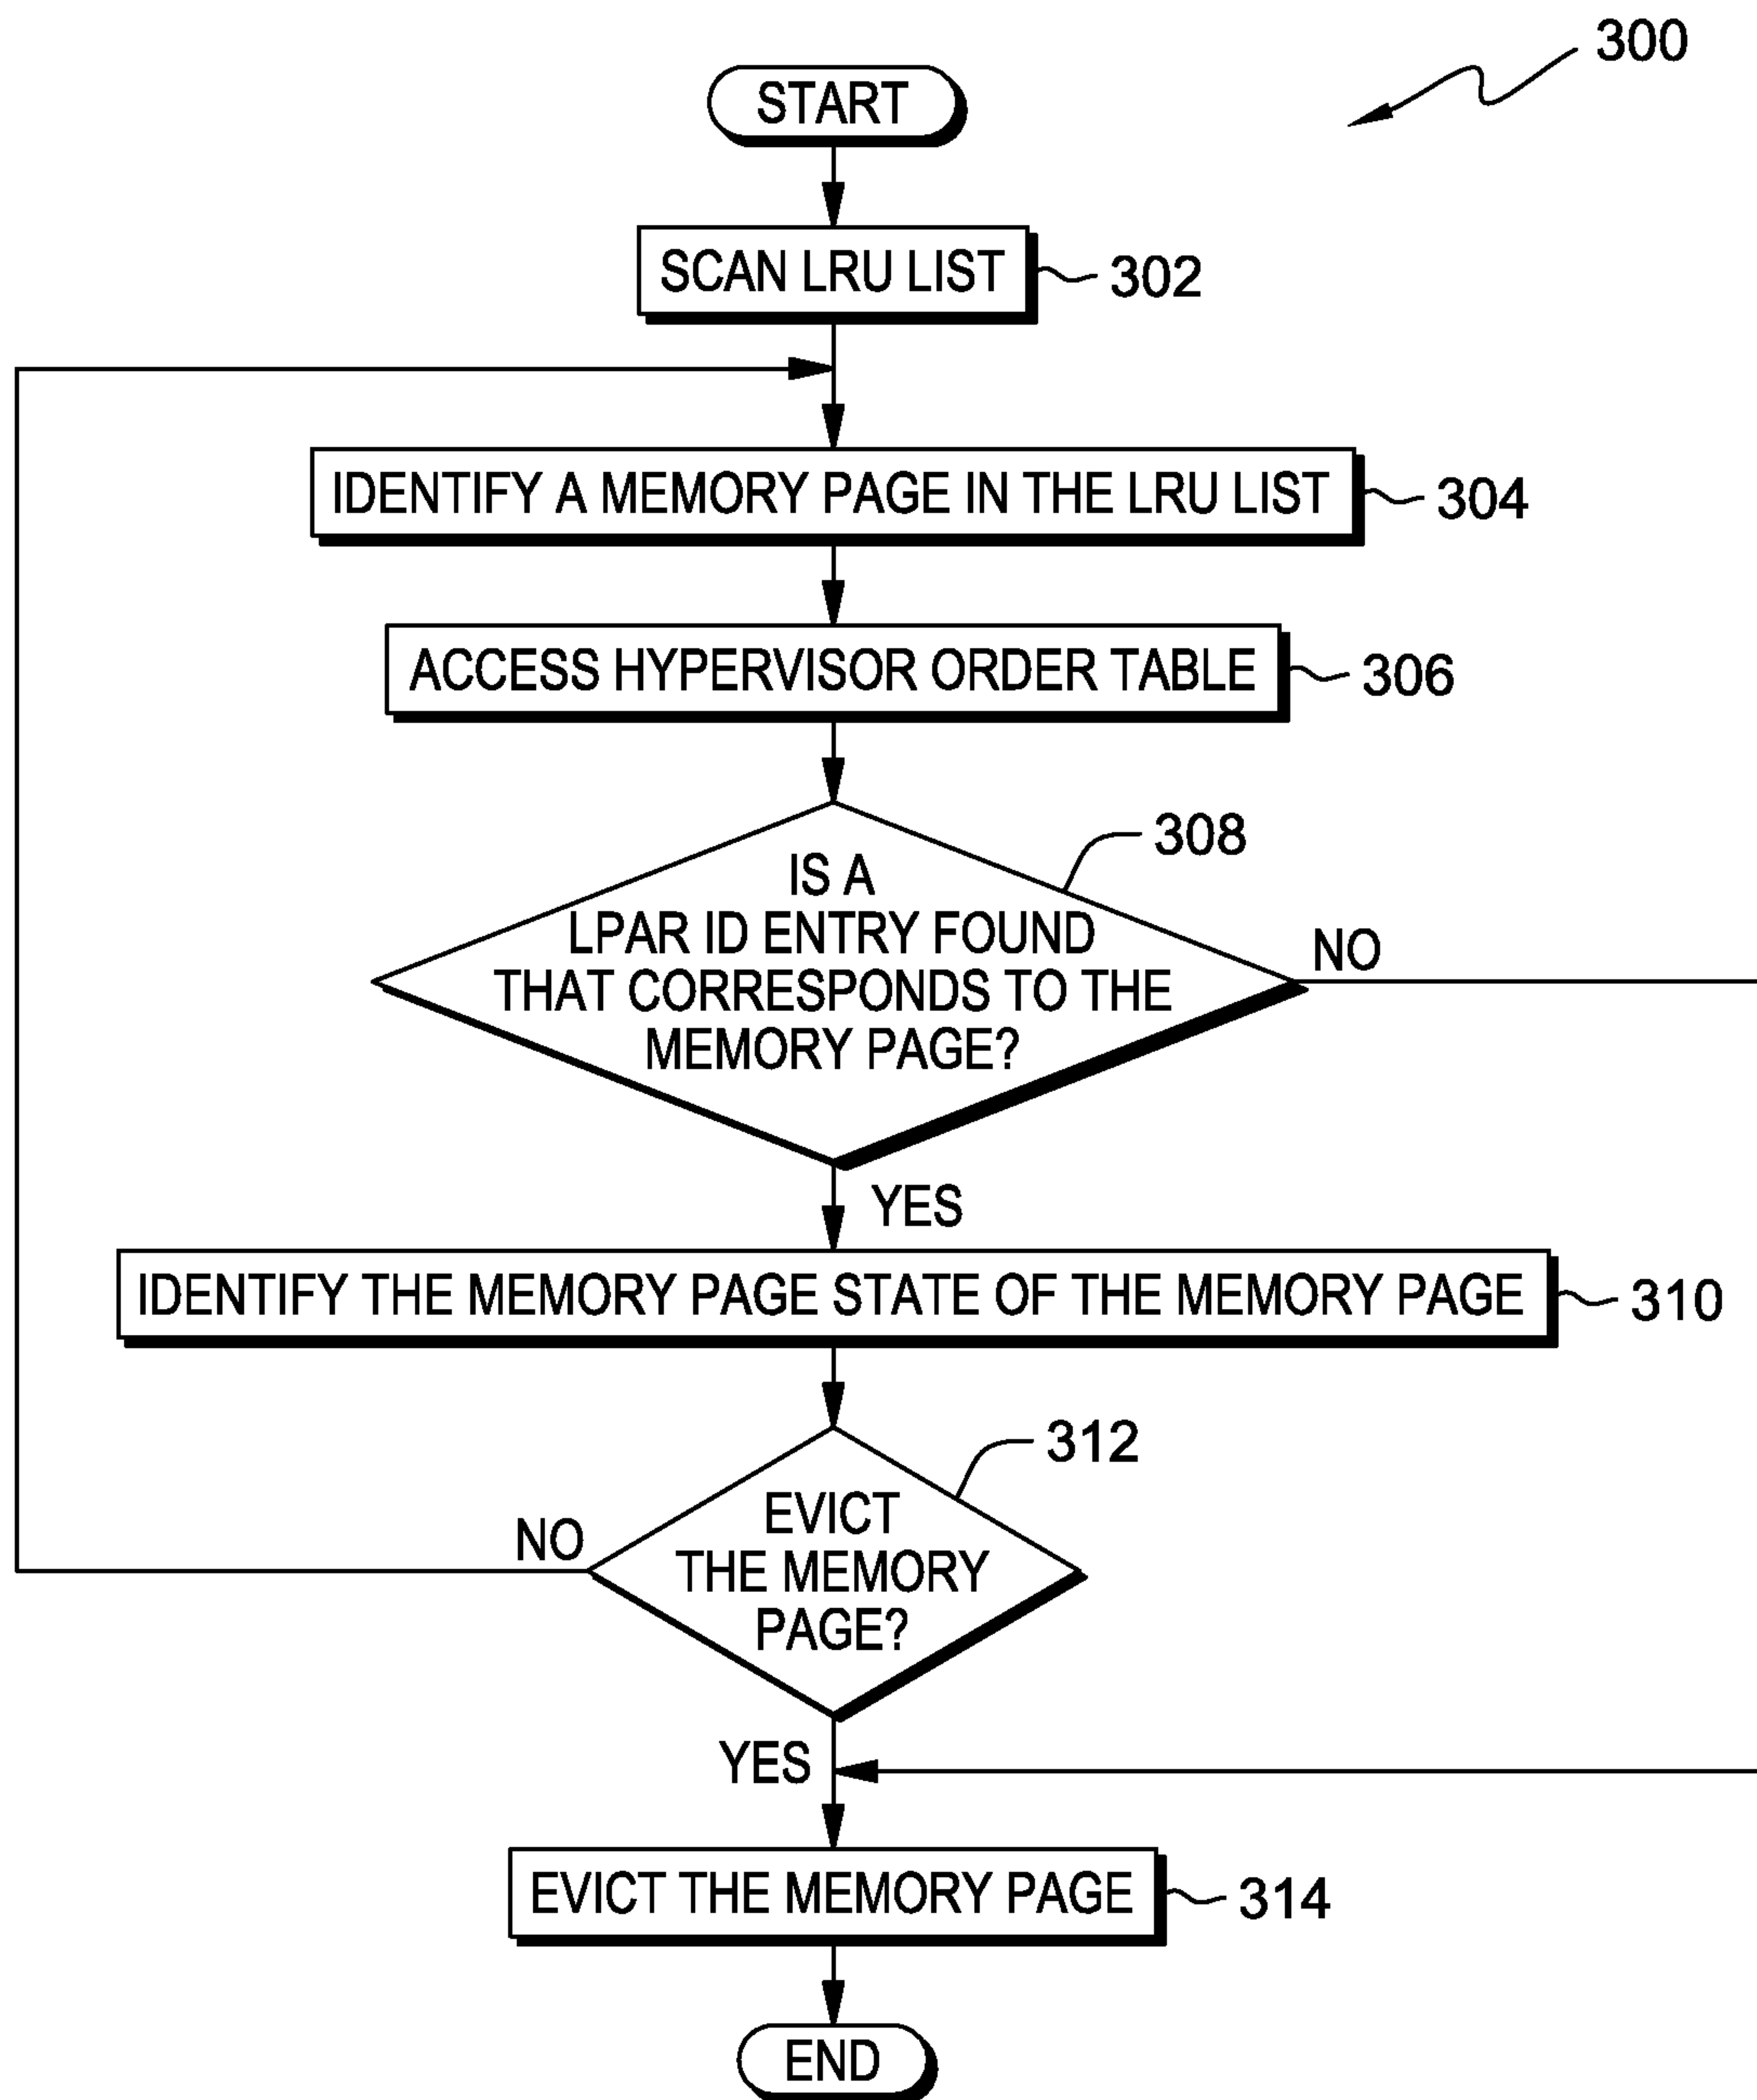 300
START
SCAN LRU LIST
302
IDENTIFY A MEMORY PAGE IN THE LRU LIST
304
ACCESS HYPERVISOR ORDER TABLE
306
308
IS A
LPAR ID ENTRY FOUND
THAT CORRESPONDS TO THE
MEMORY PAGE?
NO
YES
IDENTIFY THE MEMORY PAGE STATE OF THE MEMORY PAGE
310
312
EVICT
THE MEMORY
PAGE?
NO
YES
EVICT THE MEMORY PAGE
314
END